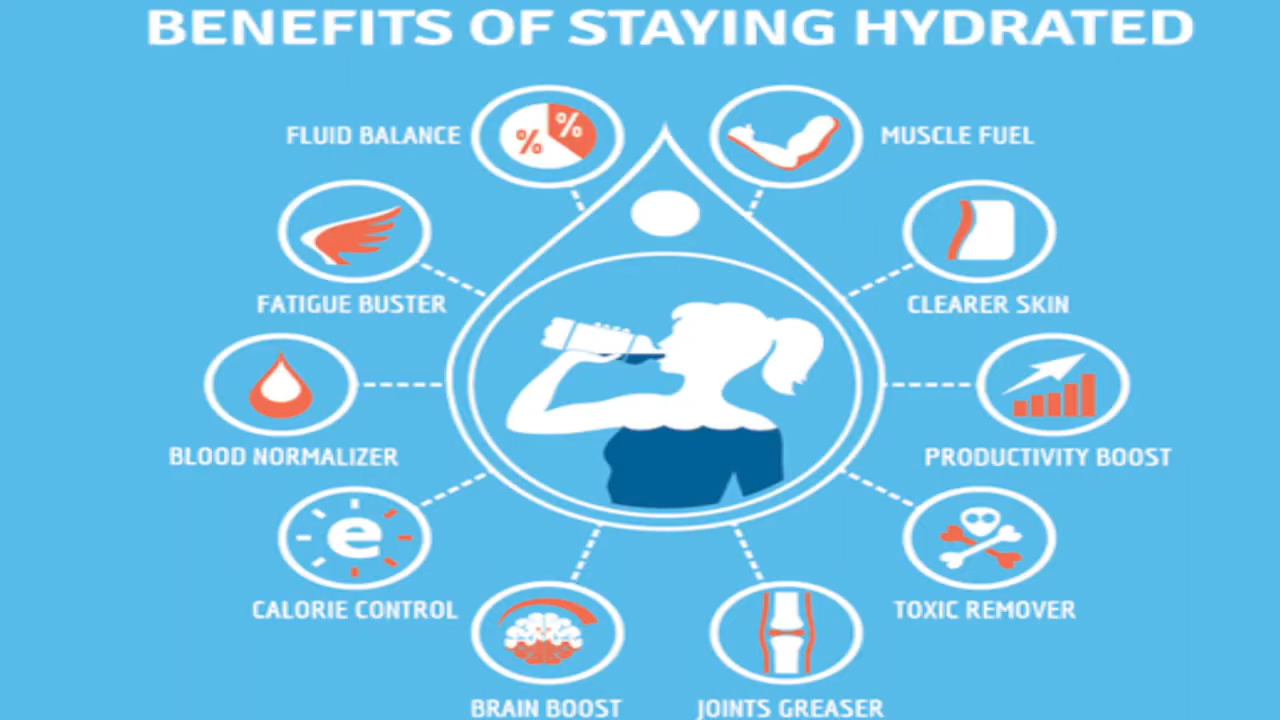 BENEFITS OF STAYING HYDRATED
FLUID BALANCE
% %
MUSCLE FUEL
FATIGUE BUSTER
CLEARER SKIN
BLOOD NORMALIZER
PRODUCTIVITY BOOST
e
CALORIE CONTROL
TOXIC REMOVER
BRAIN BOOST
JOINTS GREASER